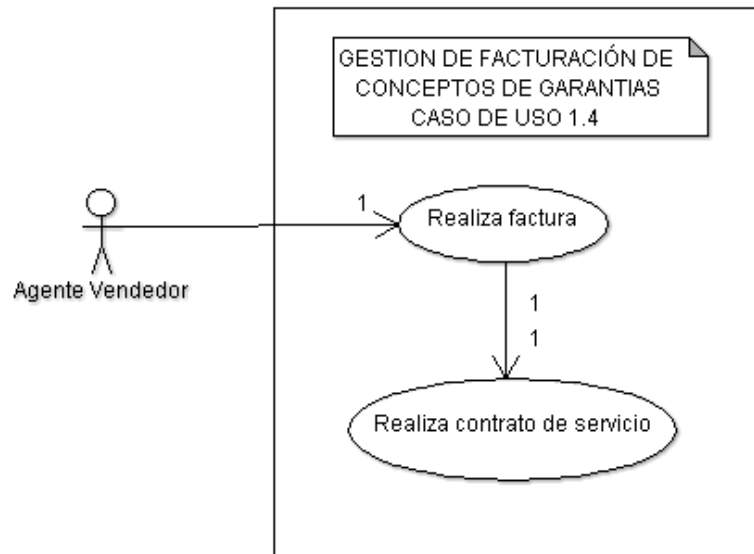 GESTION DE FACTURACIÓN DE
CONCEPTOS DE GARANTIAS
CASO DE USO 1.4
1
Realiza factura
Agente Vendedor
1
1
Realiza contrato de servicio